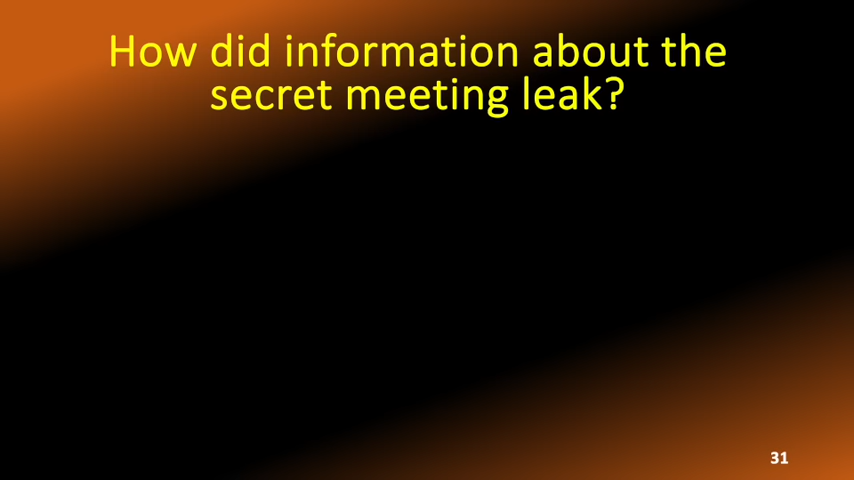 How did information about the
secret meeting leak?
31